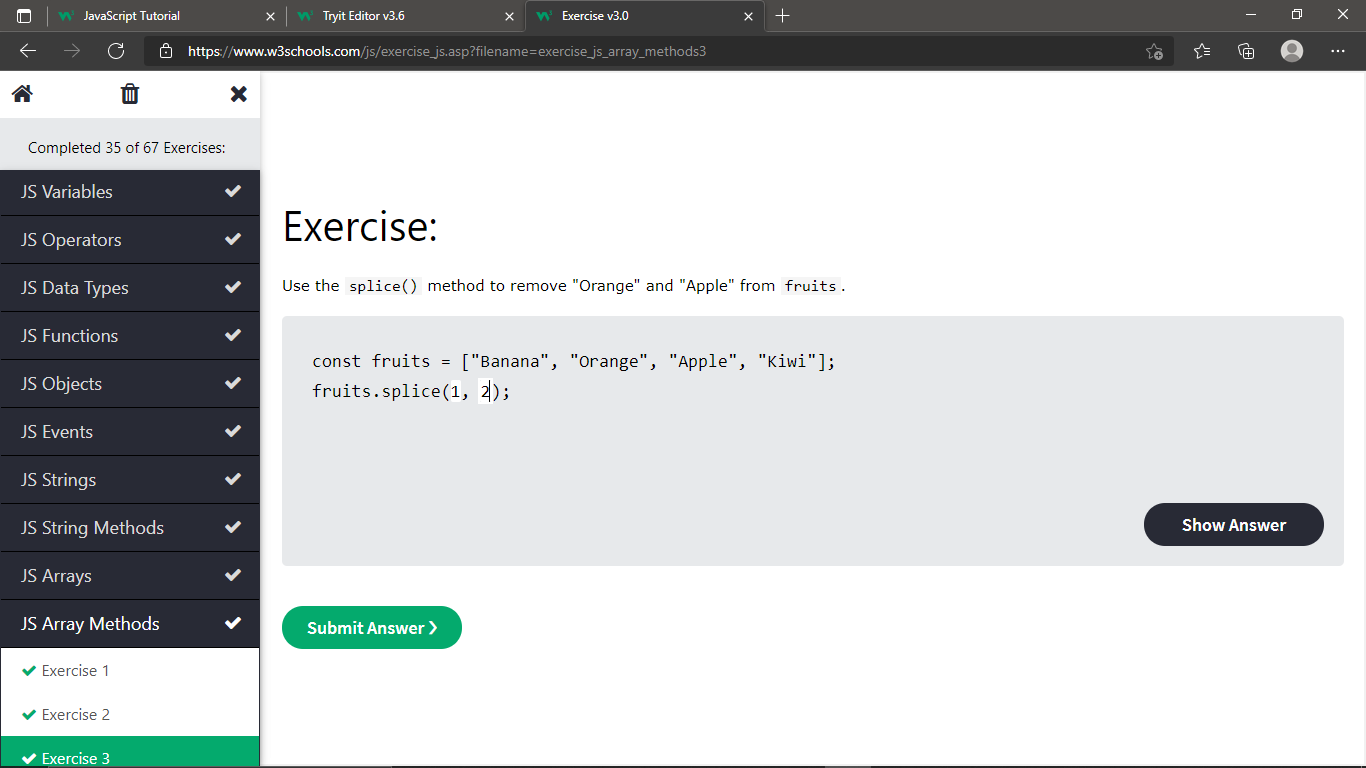 JavaScript Tutorial
Tryit Editor v3.6
Exercise v3.0
https://www.w3schools.com/js/exercise_js.asp?filename=exercise_js_array_methods3
Completed 35 of 67 Exercises:
JS Variables
JS Operators
JS Data Types
JS Functions
JS Objects
JS Events
JS Strings
JS String Methods
JS Arrays
JS Array Methods
Exercise 1
Exercise 2
Exercise 3
Exercise:
Use the splice() method to remove "Orange" and "Apple" from fruits.
const fruits = ["Banana", "Orange", "Apple", "Kiwi"];
fruits.splice(1, 2);
Show Answer
Submit Answer ❯